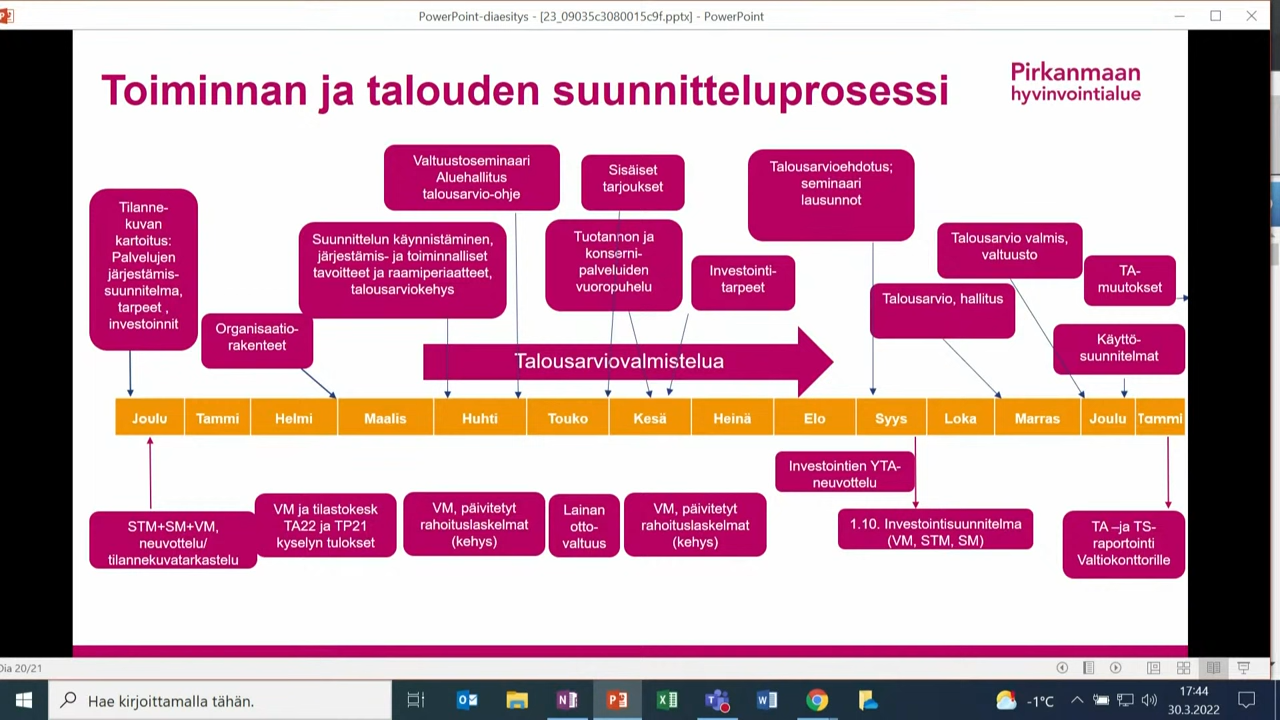 PowerPoint-diaesitys - [23_09035c3080015c9f.pptx] - PowerPoint
Toiminnan ja talouden suunnitteluprosessi
Pirkanmaan
hyvinvointialue
Valtuustoseminaari
Aluehallitus
talousarvio-ohje
Sisäiset
tarjoukset
Talousarvioehdotus;
seminaari
lausunnot
Tilanne-
kuvan
kartoitus:
Palvelujen
järjestämis-
suunnitelma,
tarpeet ,
investoinnit
Suunnittelun käynnistäminen,
järjestämis- ja toiminnalliset
tavoitteet ja raamiperiaatteet,
talousarviokehys
Tuotannon ja
konserni-
palveluiden
vuoropuhelu
Investointi-
tarpeet
Talousarvio valmis,
valtuusto
TA-
muutokset
Organisaatio-
rakenteet
Talousarvio, hallitus
Käyttö-
suunnitelmat
Talousarviovalmistelua
Joulu Tammi Helmi Maalis Huhti Touko Kesä Heinä Elo Syys Loka Marras Joulu Tammi
Investointien YTA-
neuvottelu
STM+SM+VM,
neuvottelu/
tilannekuvatarkastelu
VM ja tilastokesk
TA22 ja TP21
kyselyn tulokset
VM, päivitetyt
rahoituslaskelmat
(kehys)
Lainan
otto-
valtuus
VM, päivitetyt
rahoituslaskelmat
(kehys)
1.10. Investointisuunnitelma
(VM, STM, SM)
TA –ja TS-
raportointi
Valtiokonttorille
Dia 20/21
Hae kirjoittamalla tähän.
-1°C
17:44
30.3.2022